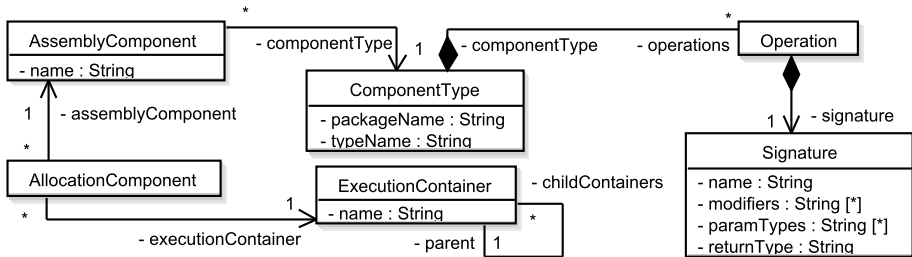 AssemblyComponent
- name : String
*
- componentType
1
ComponentType
- packageName : String
- typeName : String
- componentType
*
- operations
Operation
1
- signature
Signature
- name : String
- modifiers : String [*]
- paramTypes : String [*]
- returnType : String
1
- assemblyComponent
*
AllocationComponent
*
1
- executionContainer
ExecutionContainer
- name : String
- childContainers
*
- parent
1